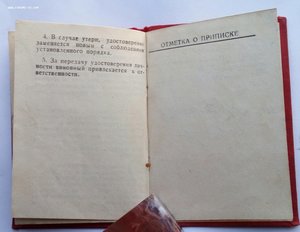 4. В случае утери, удостоверение
заменяется новым с соблюдением
установленного порядка.
5. За передачу удостоверения лич-
ности виновный привлекается к от-
ветственности.
ОТМЕТКА О ПРИПИСКЕ